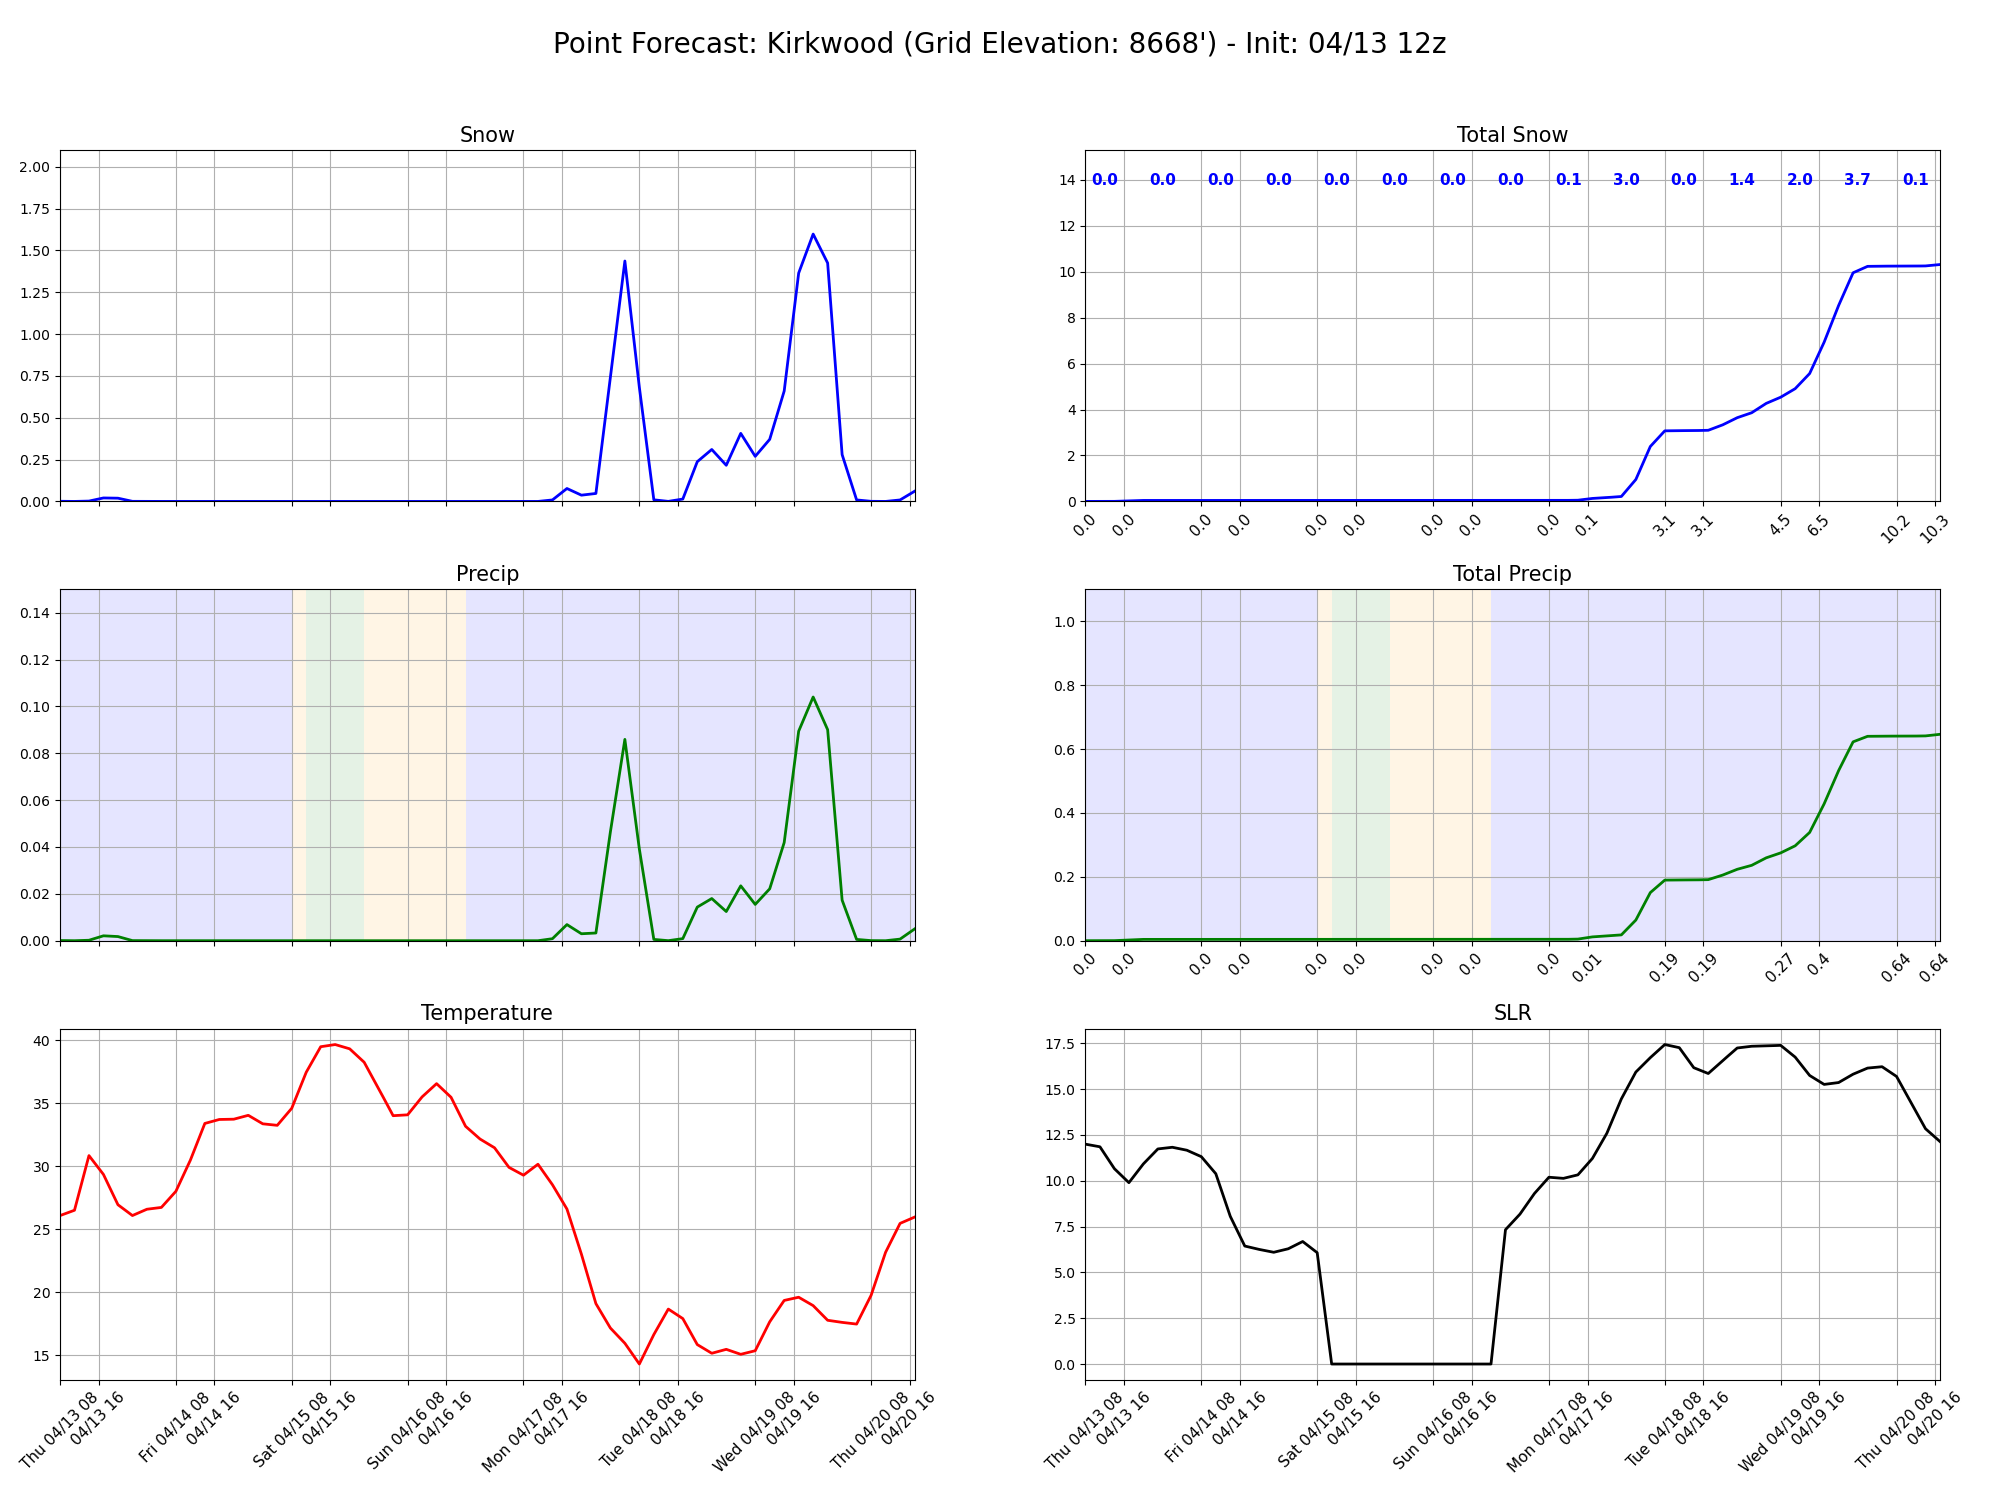 Point Forecast: Kirkwood (Grid Elevation: 8668') - Init: 04/13 12z
Snow
2.00
1.75
1.50
1.25
1.00
0.75
0.50
0.25
0.00
Total Snow
14
12
10
8
6
4
2
0
0.0 0.0 0.0 0.0 0.0 0.0 0.0 0.0 0.1 3.0 0.0 1.4 2.0 3.7 0.1
0.0 0.0 0.0 0.0 0.0 0.0 0.0 0.0 0.0 0.1 3.1 3.1 4.5 6.5 10.2 10.3
Precip
0.14
0.12
0.10
0.08
0.06
0.04
0.02
0.00
Total Precip
1.0
0.8
0.6
0.4
0.2
0.0
0.0 0.0 0.0 0.0 0.0 0.0 0.0 0.0 0.0 0.01 0.19 0.19 0.27 0.4 0.64 0.64
Temperature
40
35
30
25
20
15
Thu 04/13 08
04/13 16
Fri 04/14 08
04/14 16
Sat 04/15 08
04/15 16
Sun 04/16 08
04/16 16
Mon 04/17 08
04/17 16
Tue 04/18 08
04/18 16
Wed 04/19 08
04/19 16
Thu 04/20 08
04/20 16
SLR
17.5
15.0
12.5
10.0
7.5
5.0
2.5
0.0
Thu 04/13 08
04/13 16
Fri 04/14 08
04/14 16
Sat 04/15 08
04/15 16
Sun 04/16 08
04/16 16
Mon 04/17 08
04/17 16
Tue 04/18 08
04/18 16
Wed 04/19 08
04/19 16
Thu 04/20 08
04/20 16